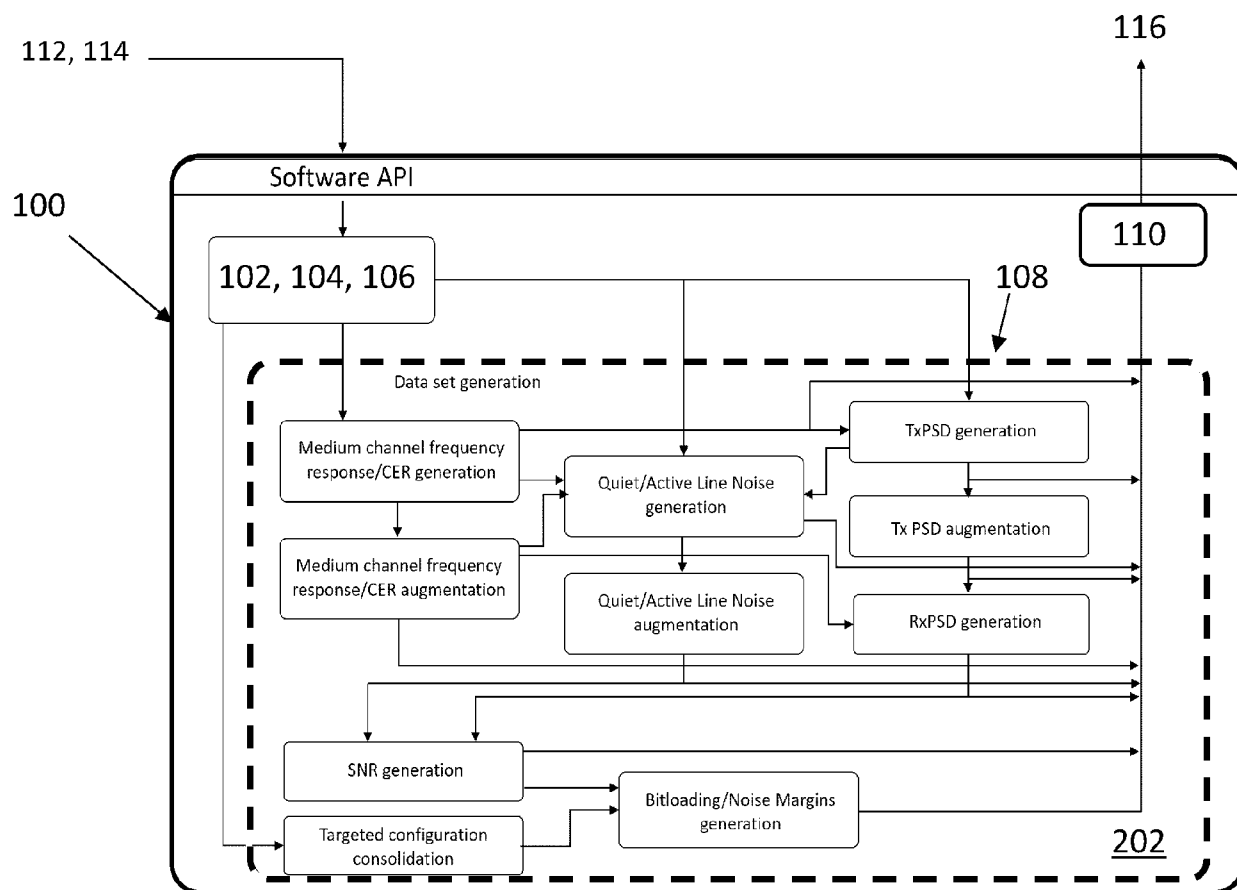 116
112, 114
Software API
100
110
102, 104, 106
108
Data set generation
Medium channel frequency
response/CER generation
TxPSD generation
Quiet/Active Line Noise
generation
Tx PSD augmentation
Medium channel frequency
response/CER augmentation
Quiet/Active Line Noise
augmentation
RxPSD generation
SNR generation
Bitloading/Noise Margins
generation
Targeted configuration
consolidation
202